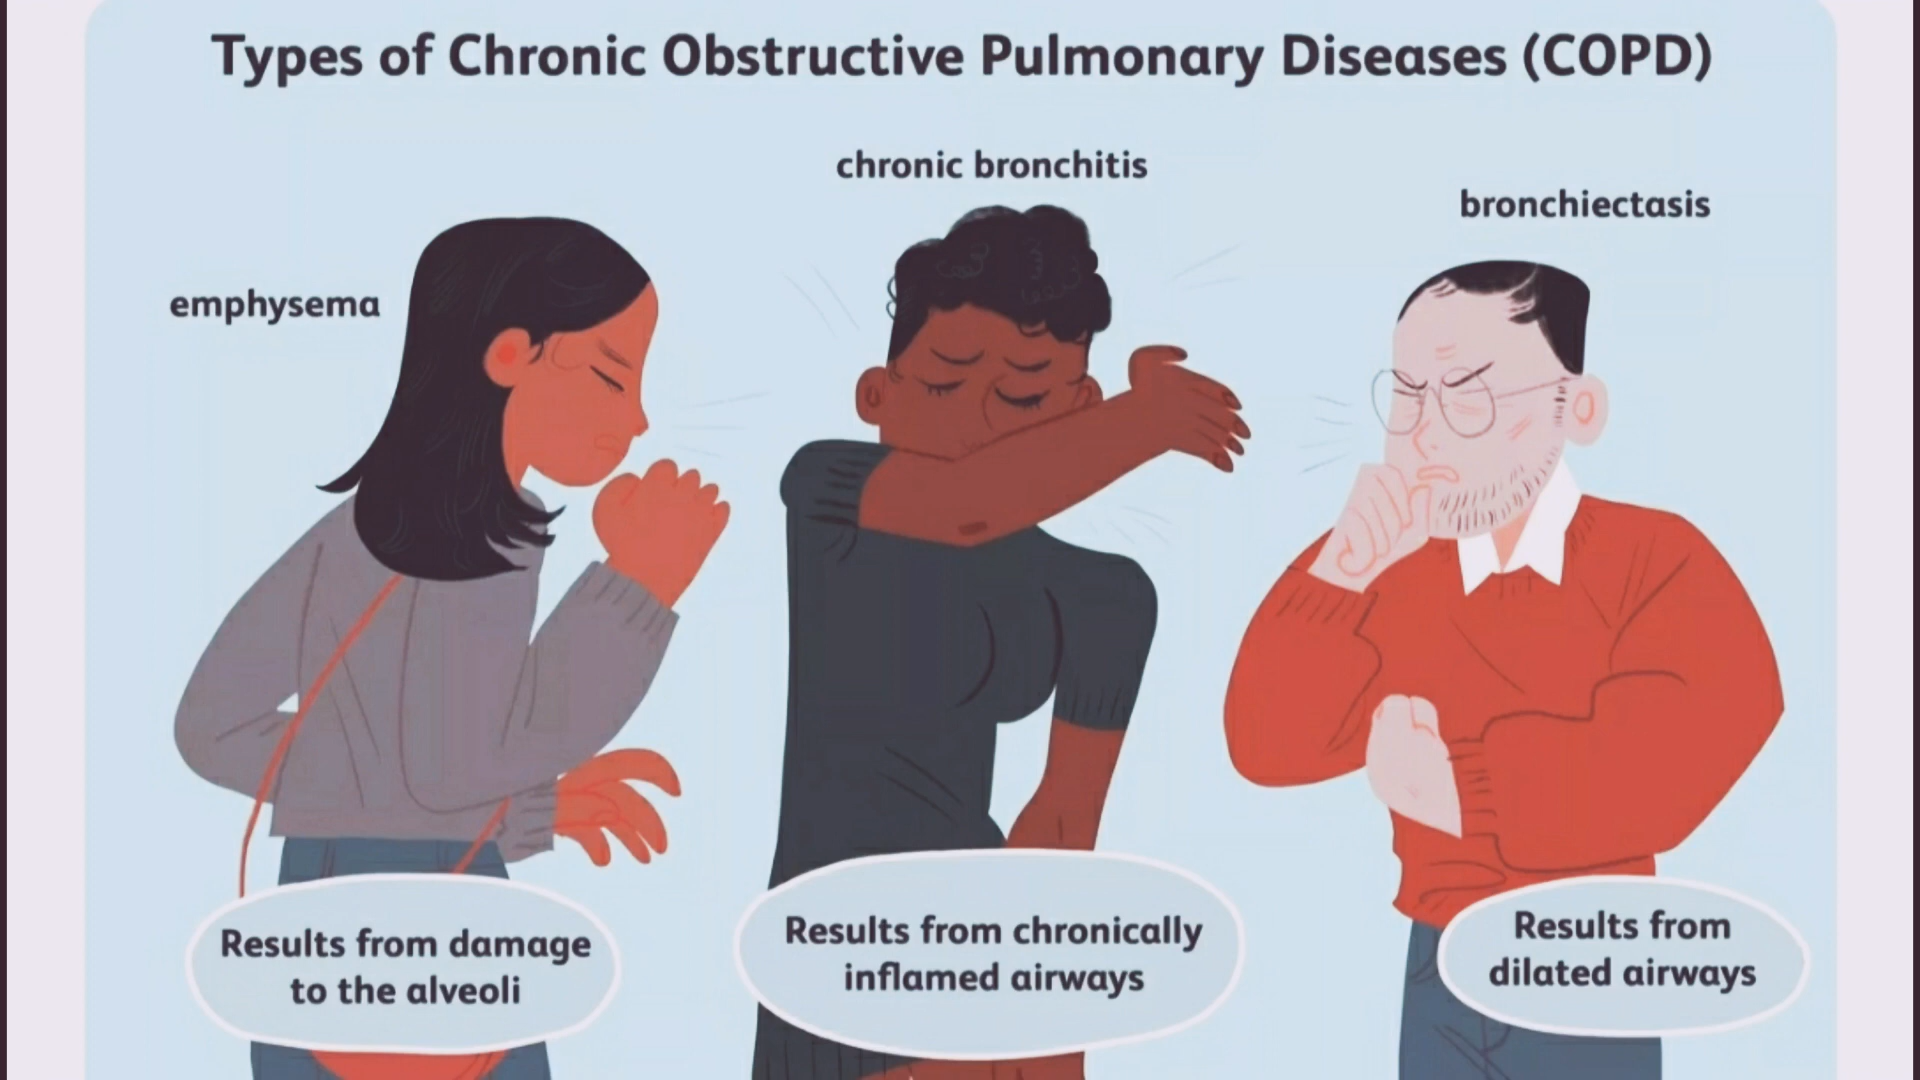 Types of Chronic Obstructive Pulmonary Diseases (COPD)
emphysema
chronic bronchitis
bronchiectasis
Results from damage
to the alveoli
Results from chronically
inflamed airways
Results from
dilated airways